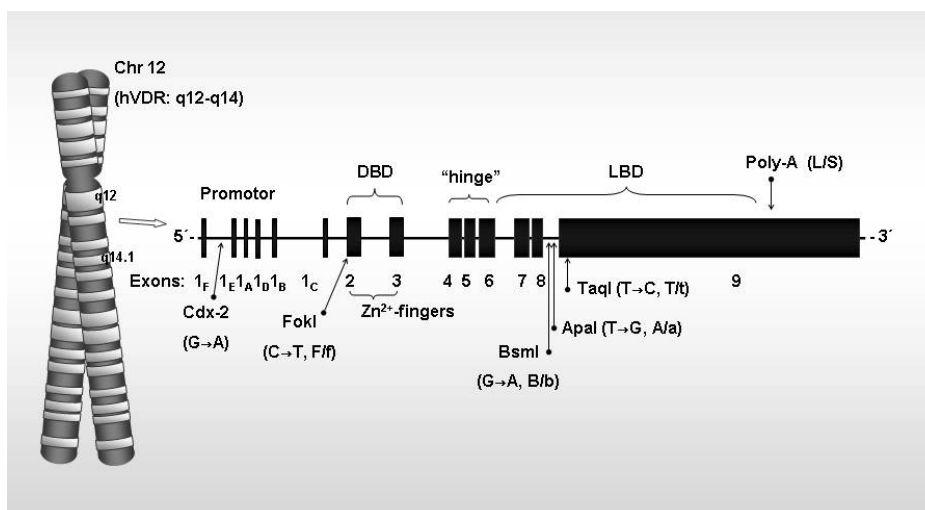 Chr 12
(hVDR: q12-q14)
q12
q14.1
Promotor
DBD
“hinge”
LBD
Poly-A (L/S)
5´
3´
Exons: 1F 1E 1A 1D 1B 1C 2 3 4 5 6 7 8 9
Zn2+-fingers
Cdx-2
(G→A)
FokI
(C→T, F/f)
TaqI (T→C, T/t)
ApaI (T→G, A/a)
BsmI
(G→A, B/b)